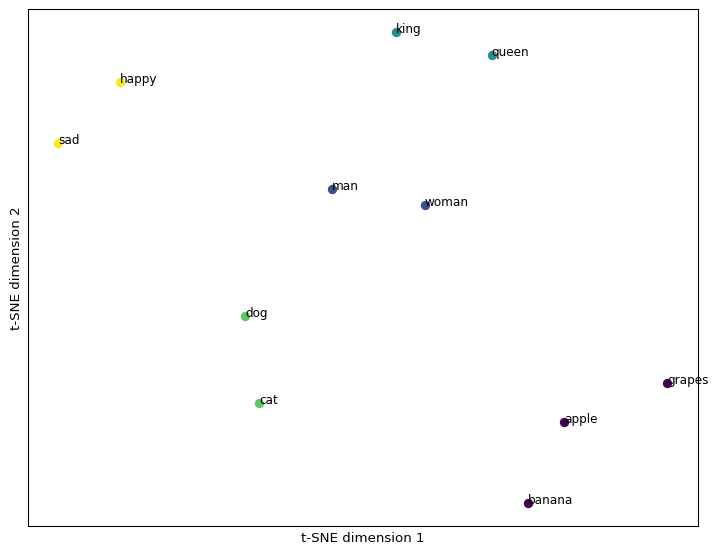 king
queen
happy
sad
man
woman
dog
grapes
cat
apple
banana
t-SNE dimension 2
t-SNE dimension 1